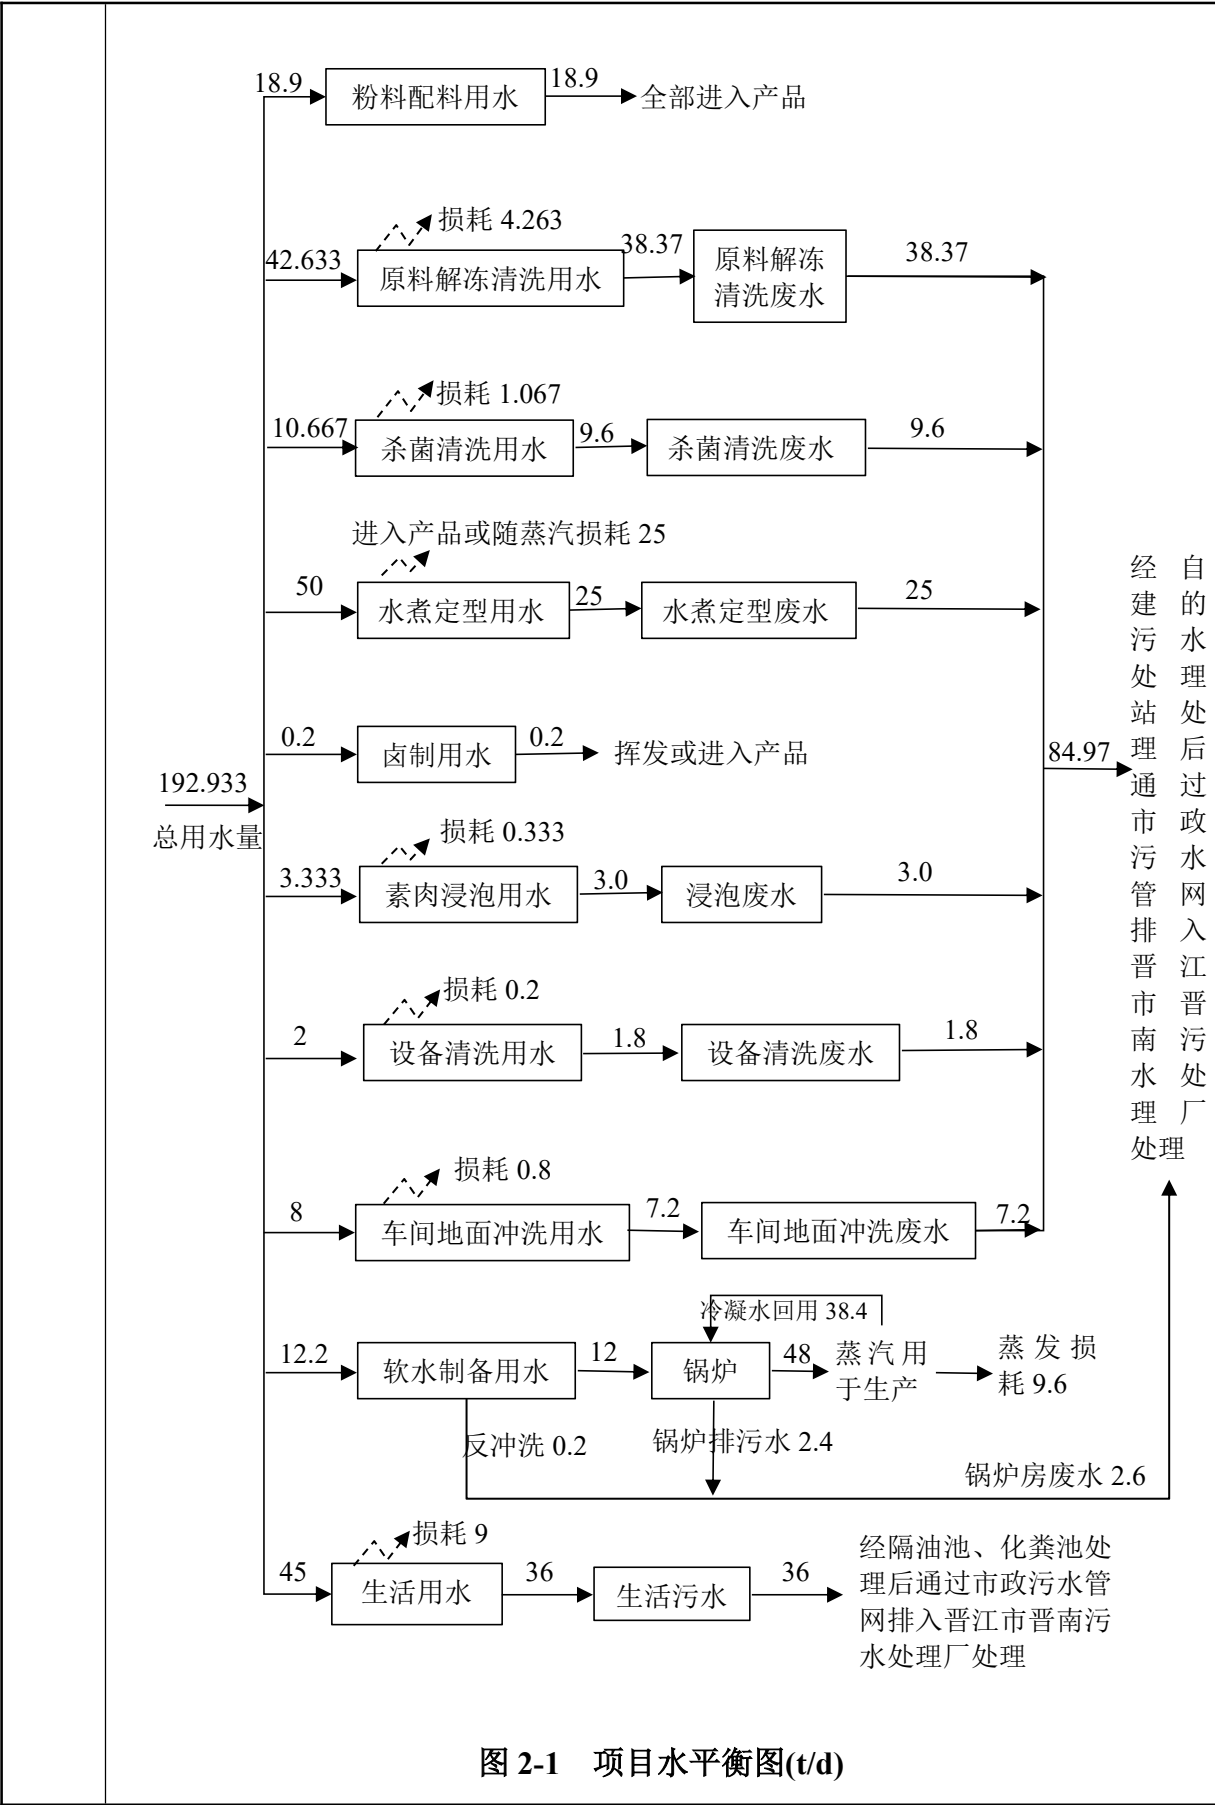 18.9
粉料配料用水
18.9
全部进入产品
损耗 4.263
42.633
原料解冻清洗用水
38.37
原料解冻
清洗废水
38.37
损耗 1.067
10.667
杀菌清洗用水
9.6
杀菌清洗废水
9.6
进入产品或随蒸汽损耗 25
50
水煮定型用水
25
水煮定型废水
25
0.2
卤制用水
0.2
挥发或进入产品
192.933
总用水量
损耗 0.333
3.333
素肉浸泡用水
3.0
浸泡废水
3.0
损耗 0.2
2
设备清洗用水
1.8
设备清洗废水
1.8
损耗 0.8
8
车间地面冲洗用水
7.2
车间地面冲洗废水
7.2
84.97
经自
建的
污水
处理
站处
理后
通过
市政
污水
管网
排入
晋江
市晋
南污
水处
理厂
处理
冷凝水回用 38.4
12.2
软水制备用水
12
锅炉
48
蒸汽用
于生产
蒸发损
耗 9.6
反冲洗 0.2
锅炉排污水 2.4
锅炉房废水 2.6
损耗 9
45
生活用水
36
生活污水
36
经隔油池、化粪池处
理后通过市政污水管
网排入晋江市晋南污
水处理厂处理
图 2-1 项目水平衡图(t/d)